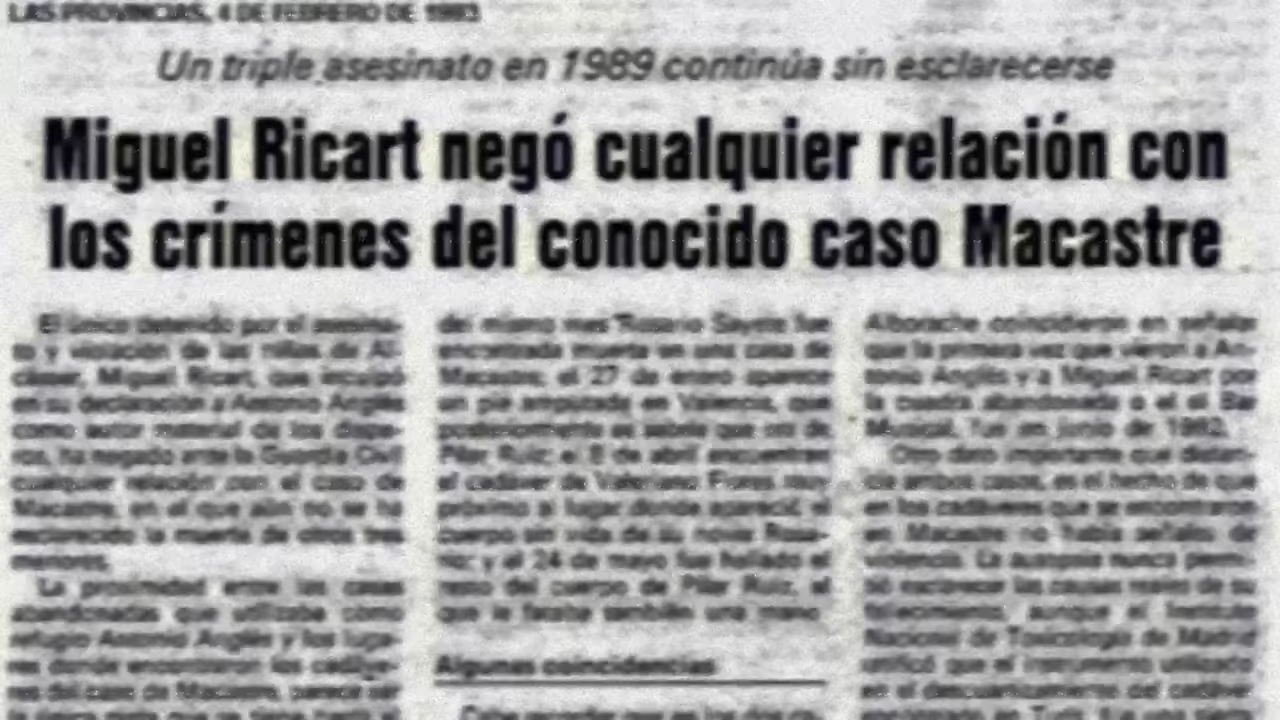 LAS PROVINCIAS, 4 DE FEBRERO DE 1993
Un triple asesinato en 1989 continúa sin esclarecerse
Miguel Ricart negó cualquier relación con
los crímenes del conocido caso Macastre
El único detenido por el asesina-
to y violación de las niñas de Al-
càsser, Miguel Ricart, que inculpó
en su declaración a Antonio Anglés
como autor material de los dispa-
ros, ha negado ante la Guardia Civil
cualquier relación con el caso de
Macastre, en el que aún no se ha
esclarecido la muerte de otros tres
menores.
La proximidad entre las casas
abandonadas que utilizaba como
refugio Antonio Anglés y los luga-
res donde encontraron los cadáve-
res del caso de Macastre,
del mismo mes Rosario Gayete fue
encontrada muerta en una casa de
Macastre; el 27 de enero aparece
un pie amputado en Valencia, que
posteriormente se sabría que era de
Pilar Ruiz; el 8 de abril encuentran
el cadáver de Valeriano Flores muy
próximo al lugar donde apareció el
cuerpo sin vida de su novia Rosa-
rio; y el 24 de mayo fue hallado el
resto del cuerpo de Pilar Ruiz, al
que le faltaba también una mano.
Algunas coincidencias
Alborache coincidieron en señalar
que la primera vez que vieron a An-
tonio Anglés y a Miguel Ricart por
la cuadra abandonada o el Bar
Musical, fue en junio de 1992.
Otro dato importante que distan-
cia ambos casos, es el hecho de que
en los cadáveres que se encontraron
en Macastre no había señales de
violencia. La autopsia nunca permi-
tió esclarecer las causas reales de su
fallecimiento, aunque el Instituto
Nacional de Toxicología de Madrid
ratificó que el instrumento utilizado
en el descuartizamiento del cadáver